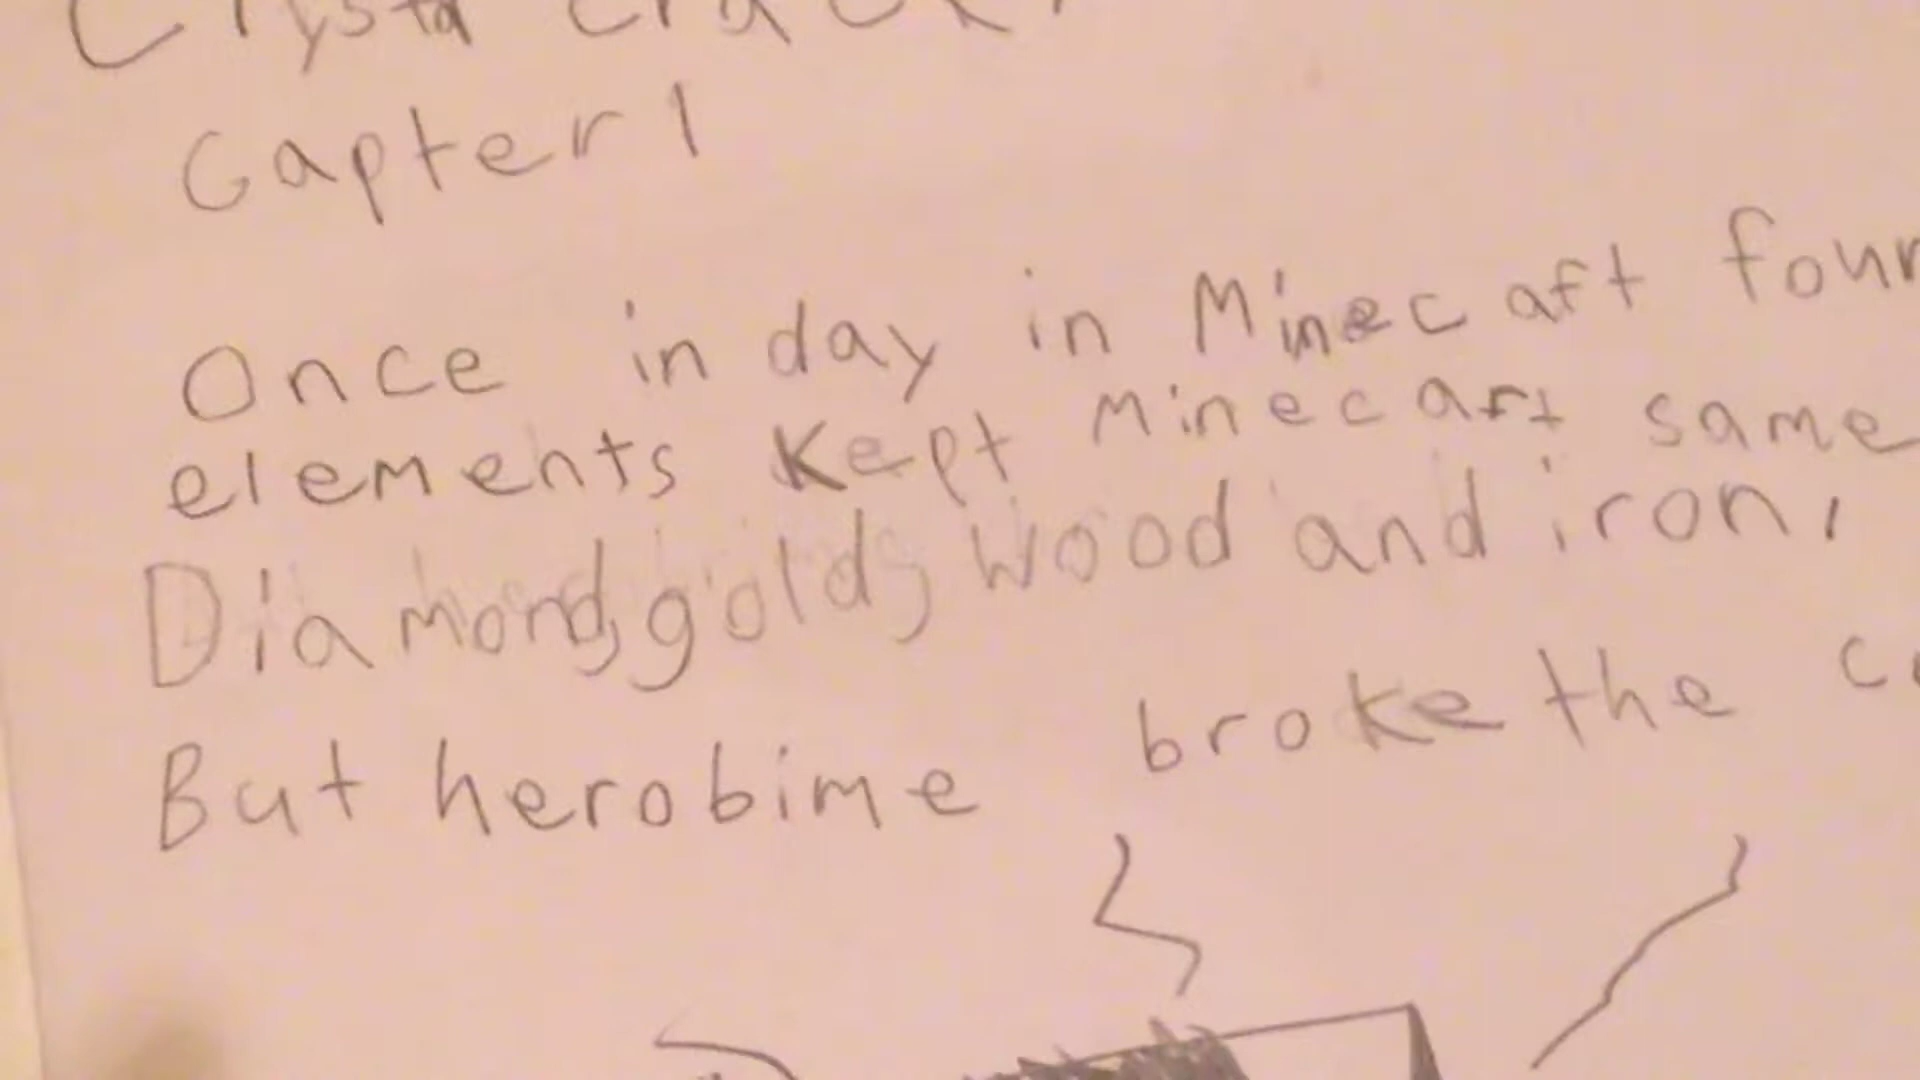 Capter 1
Once in day in Minecaft four
elements kept Minecaft same
Diamond, gold, wood and iron,
But herobime broke the